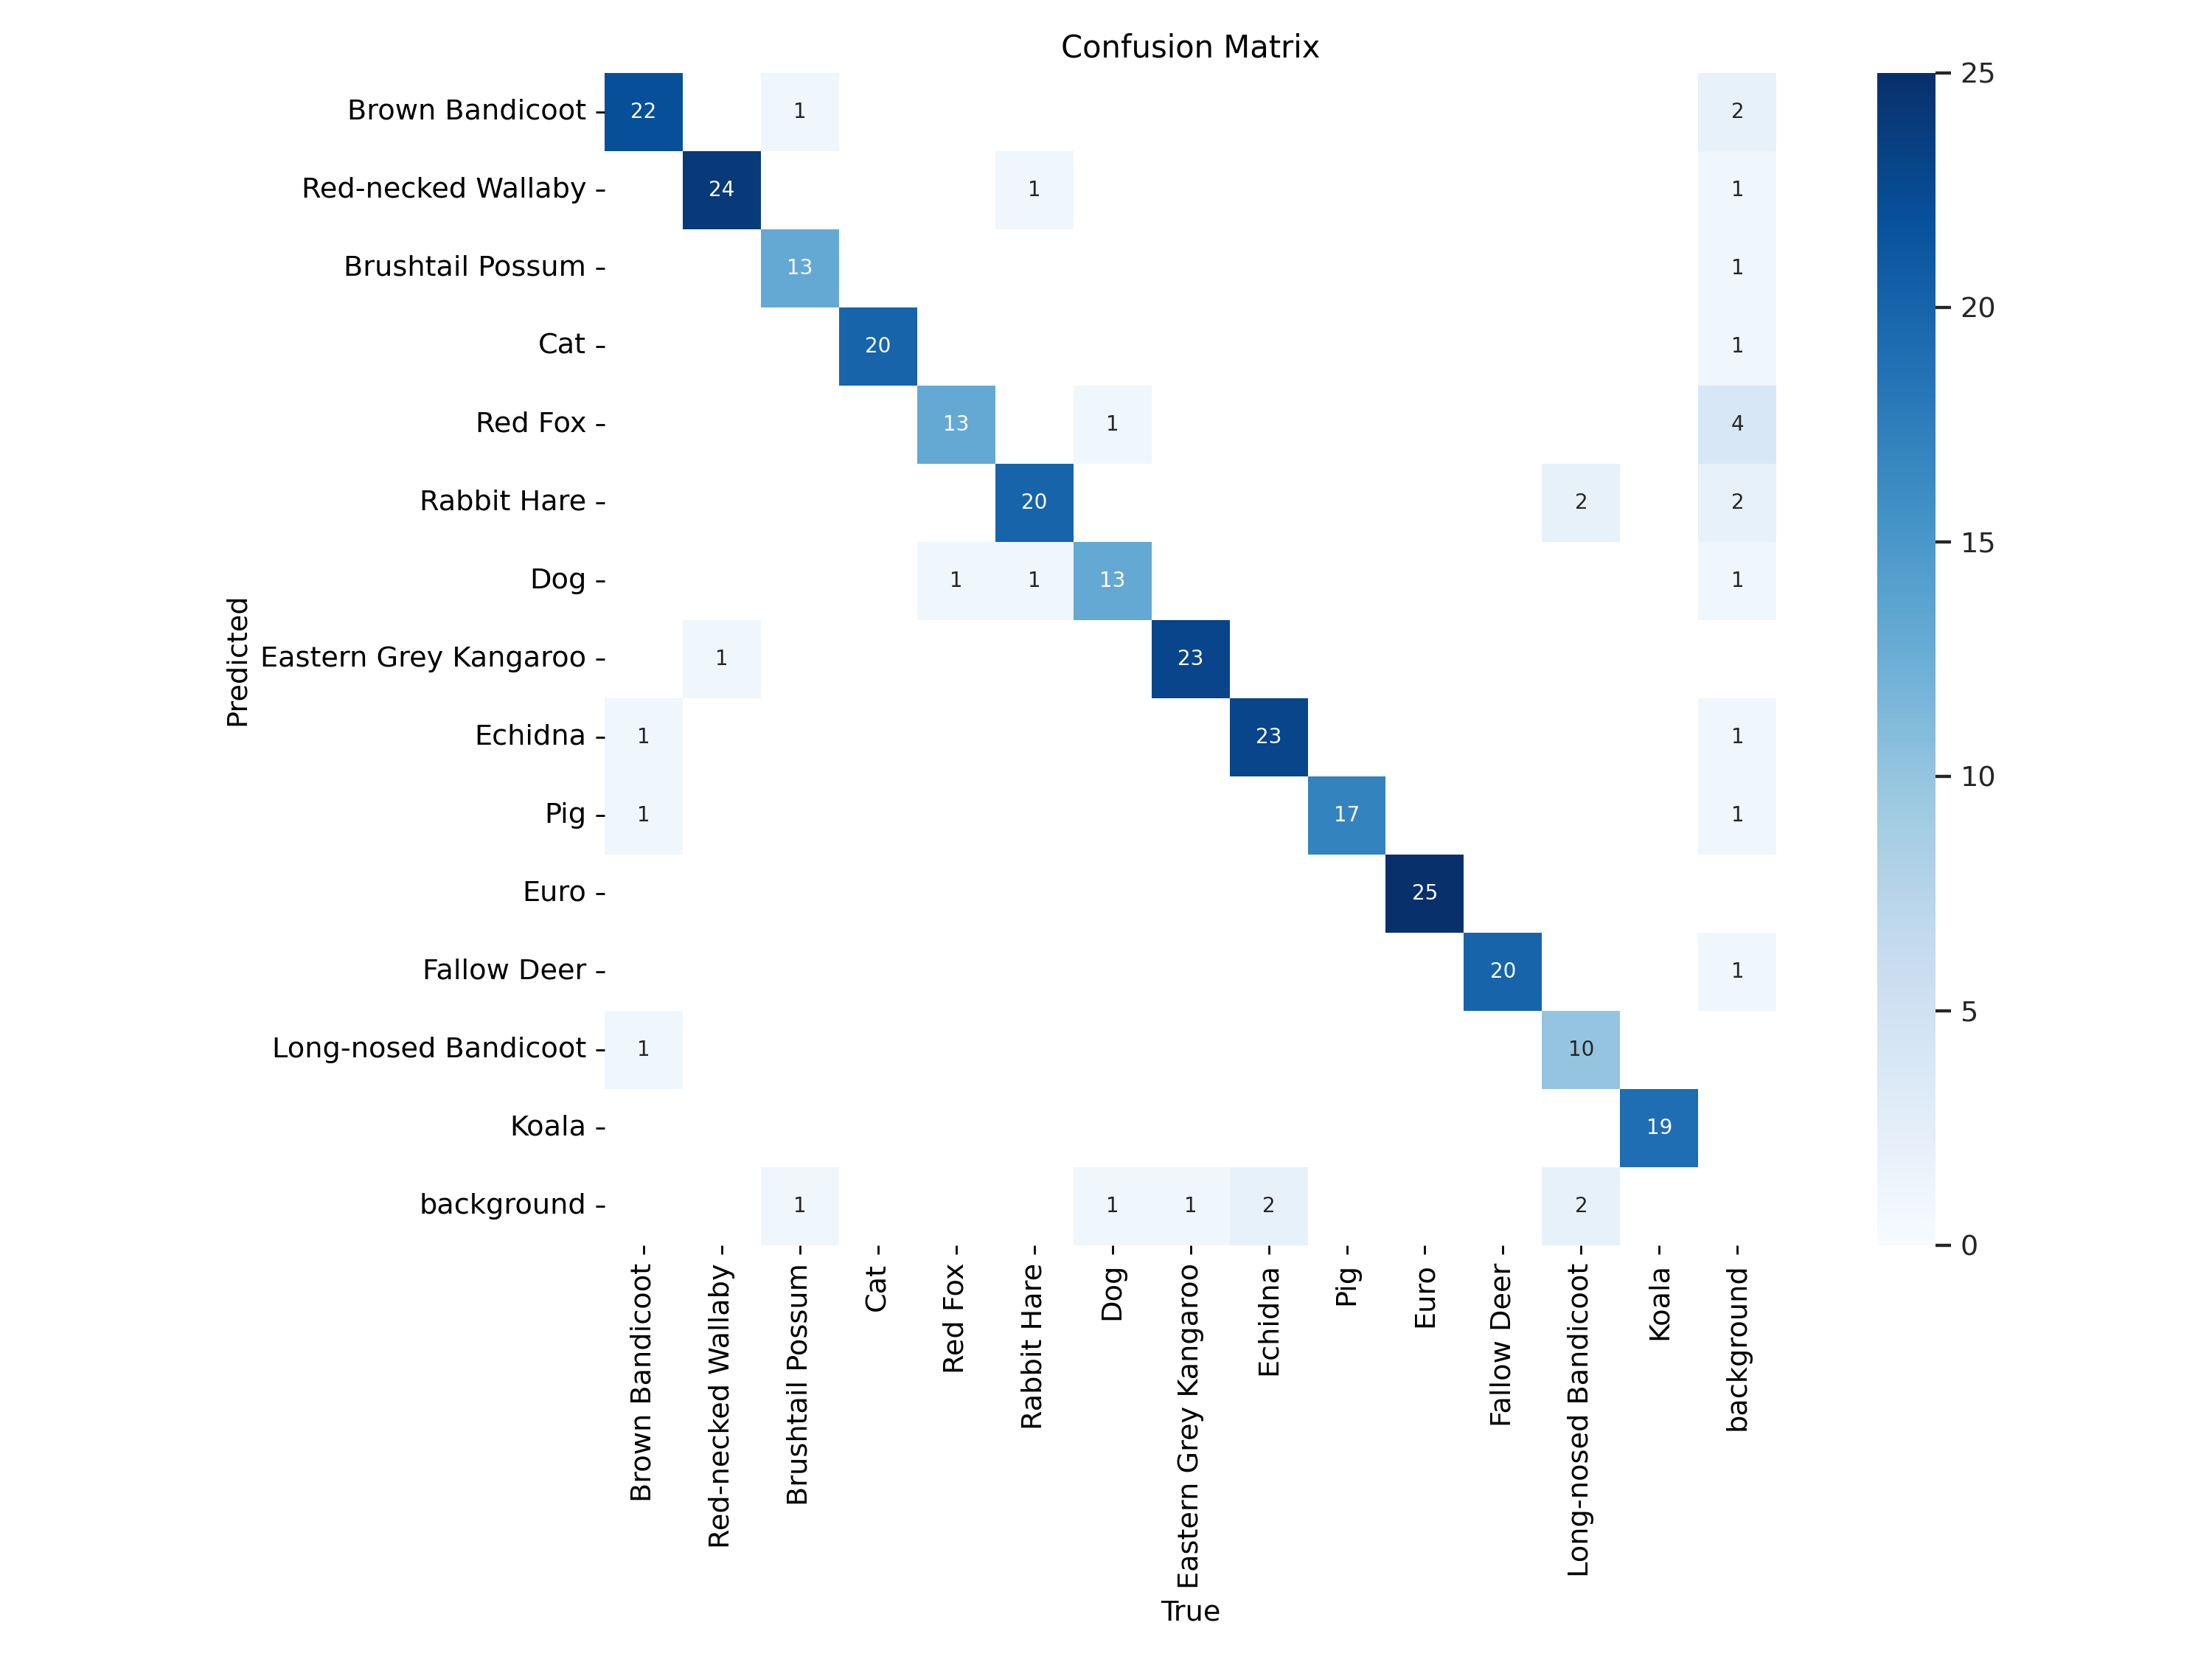 Confusion Matrix
Brown Bandicoot 22 1 2
Red-necked Wallaby 24 1 1
Brushtail Possum 13 1
Cat 20 1
Red Fox 13 1 4
Rabbit Hare 20 2 2
Dog 1 1 13 1
Eastern Grey Kangaroo 1 23
Echidna 1 23 1
Pig 1 17 1
Euro 25
Fallow Deer 20 1
Long-nosed Bandicoot 1 10
Koala 19
background 1 1 1 2 2
Predicted
Brown Bandicoot
Red-necked Wallaby
Brushtail Possum
Cat
Red Fox
Rabbit Hare
Dog
Eastern Grey Kangaroo
Echidna
Pig
Euro
Fallow Deer
Long-nosed Bandicoot
Koala
background
True
25
20
15
10
5
0